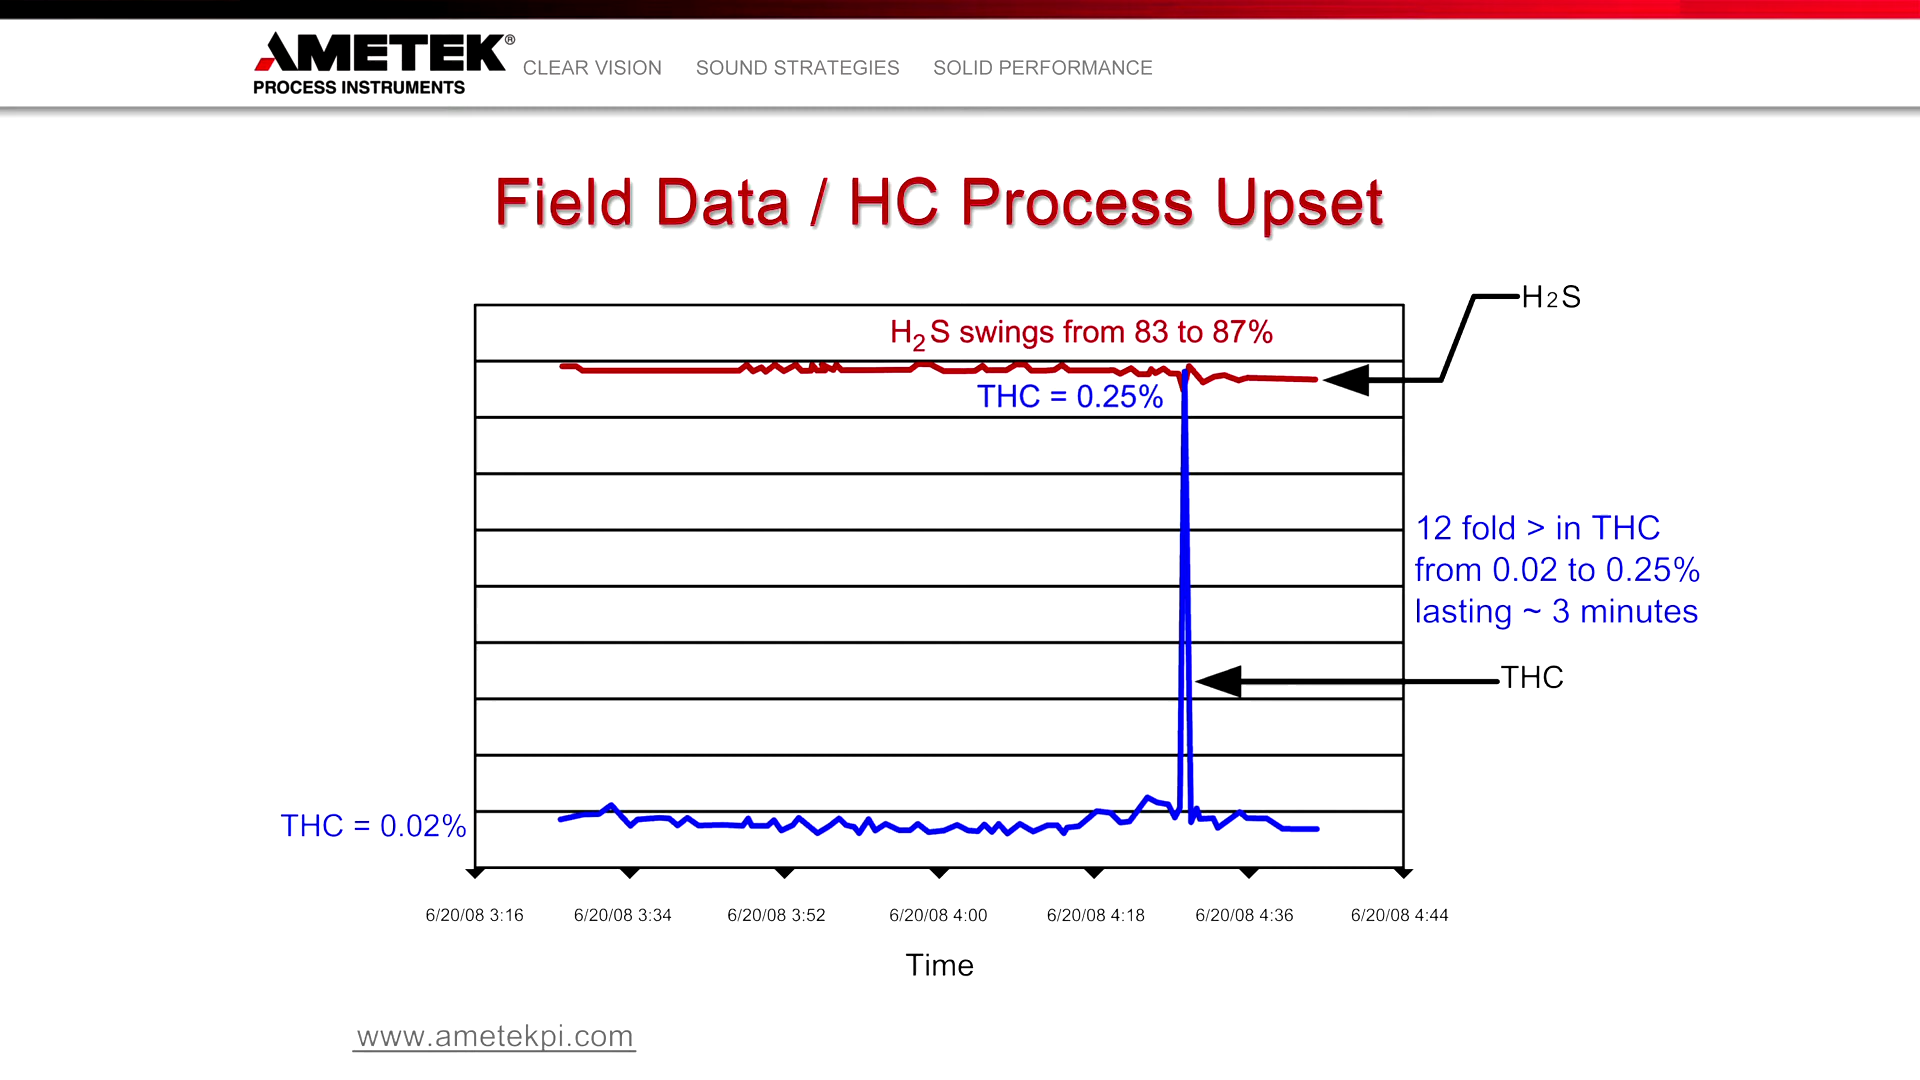 AMETEK®
PROCESS INSTRUMENTS
CLEAR VISION SOUND STRATEGIES SOLID PERFORMANCE
Field Data / HC Process Upset
H2S
H2S swings from 83 to 87%
THC = 0.25%
12 fold > in THC
from 0.02 to 0.25%
lasting ~ 3 minutes
THC
THC = 0.02%
6/20/08 3:16 6/20/08 3:34 6/20/08 3:52 6/20/08 4:00 6/20/08 4:18 6/20/08 4:36 6/20/08 4:44
Time
www.ametekpi.com